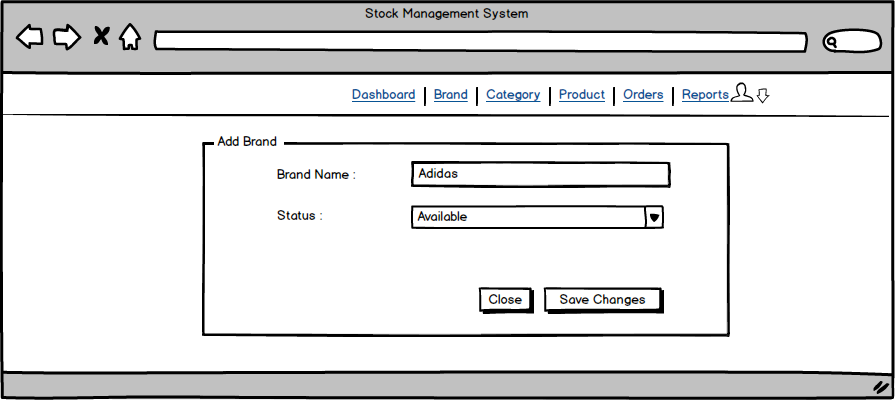 Stock Management System
Dashboard Brand Category Product Orders Reports
Add Brand
Brand Name : Adidas
Status : Available
Close Save Changes